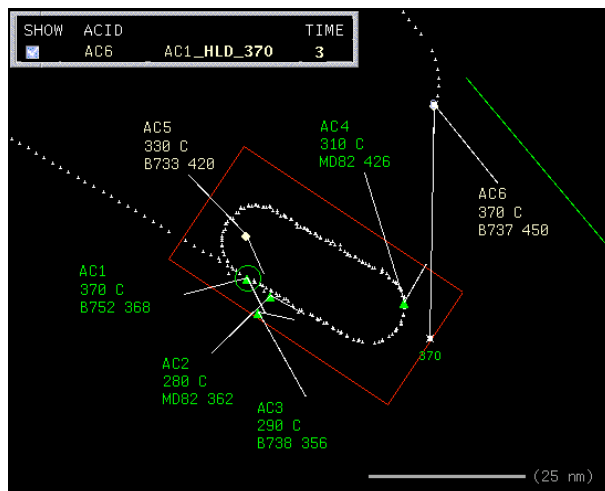 SHOW ACID TIME
AC6 AC1_HLD_370 3
AC5
330 C
B733 420
AC4
310 C
MD82 426
AC6
370 C
B737 450
AC1
370 C
B752 368
370
AC2
280 C
MD82 362
AC3
290 C
B738 356
(25 nm)